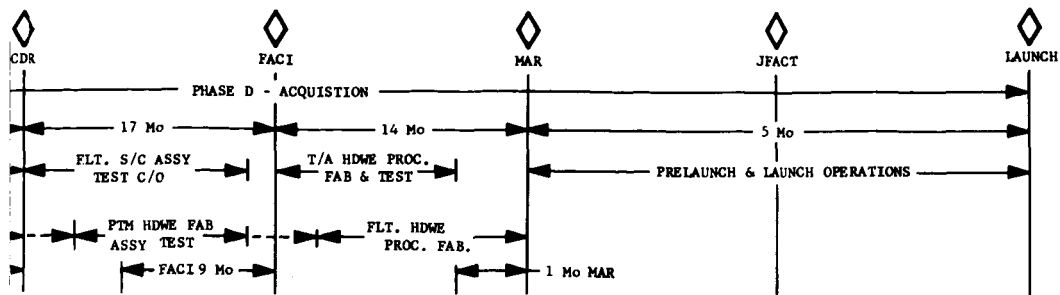 CDR FACI MAR JFACT LAUNCH
PHASE D - ACQUISTION
17 Mo 14 Mo 5 Mo
FLT. S/C ASSY
TEST C/O
T/A HDWE PROC.
FAB & TEST
PRELAUNCH & LAUNCH OPERATIONS
PTM HDWE FAB
ASSY TEST
FLT. HDWE
PROC. FAB.
FACI 9 Mo
1 Mo MAR